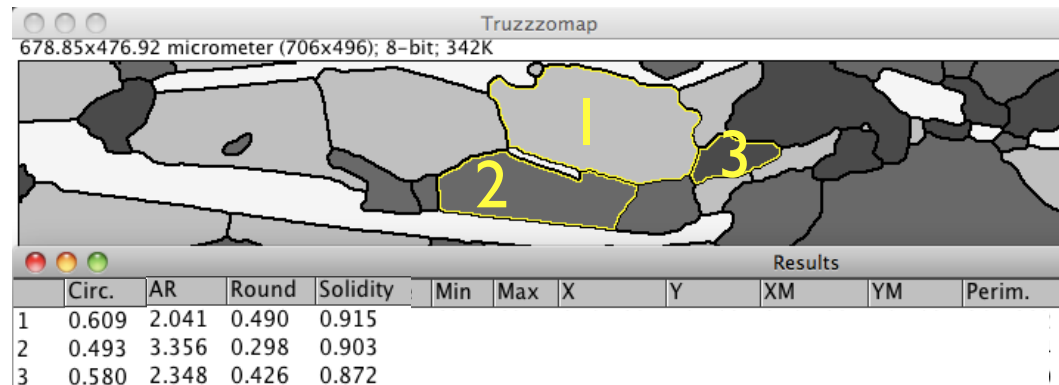 Truzzzomap
678.85x476.92 micrometer (706x496); 8-bit; 342K
1
2
3
Results
Circ. AR Round Solidity Min Max X Y XM YM Perim.
1 0.609 2.041 0.490 0.915
2 0.493 3.356 0.298 0.903
3 0.580 2.348 0.426 0.872